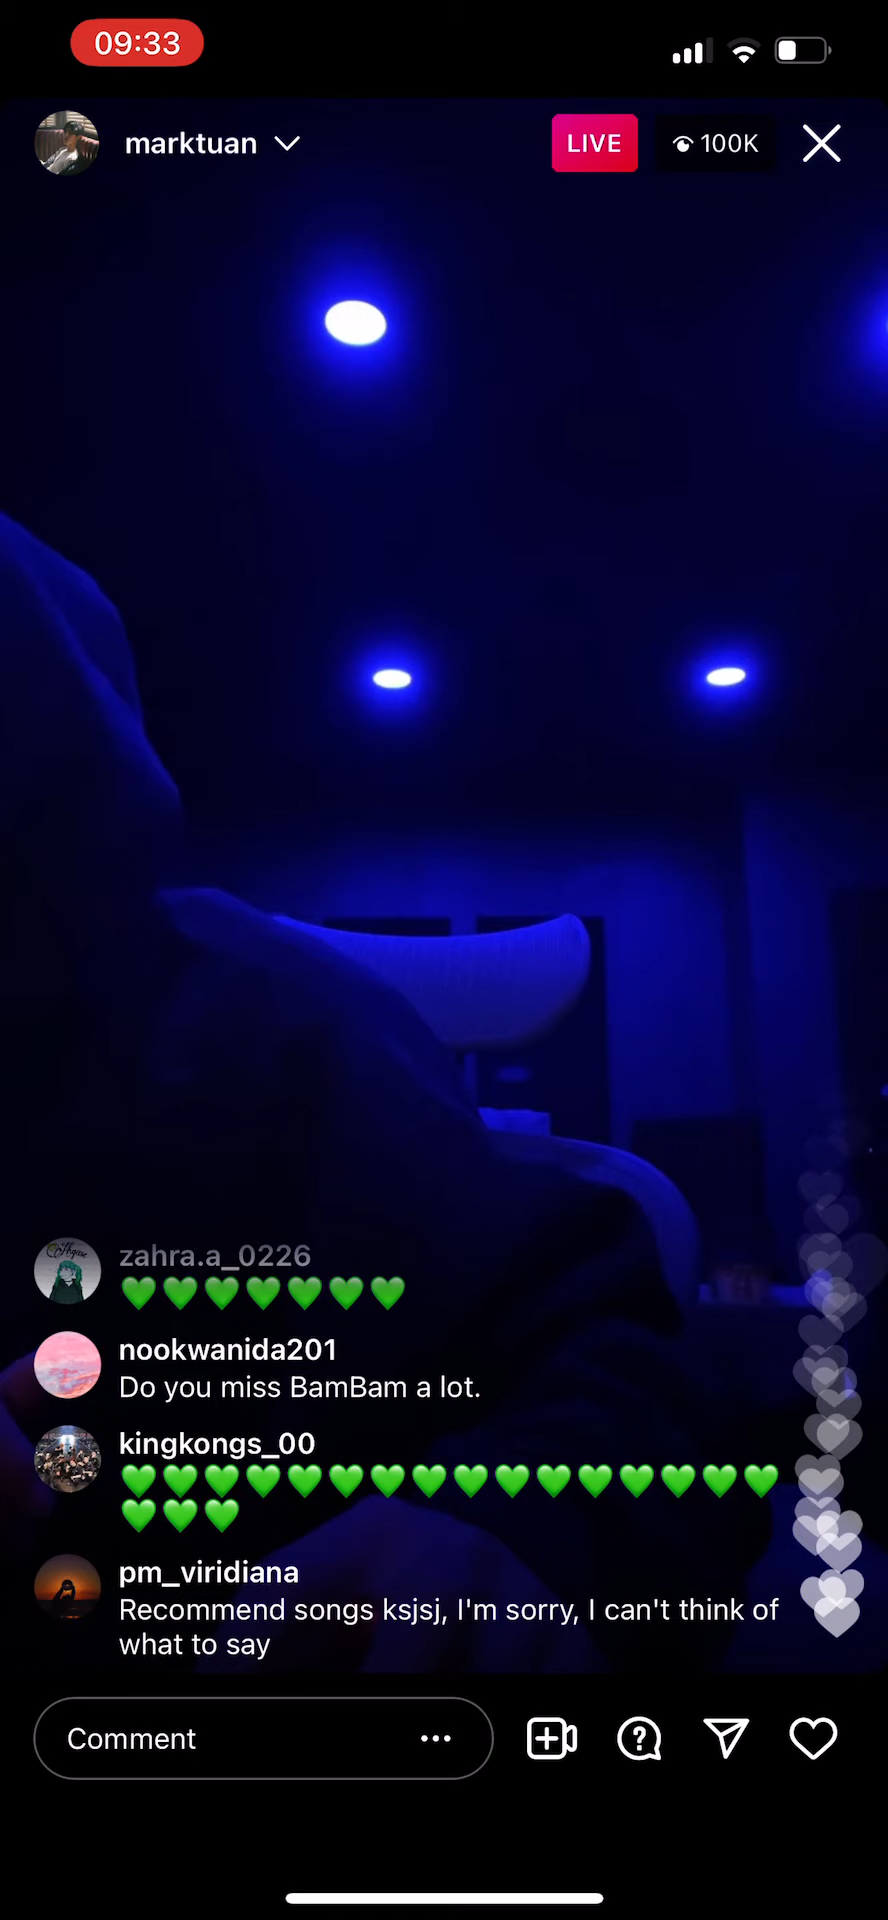 09:33
marktuan
LIVE
100K
zahra.a_0226
💚💚💚💚💚💚💚
nookwanida201
Do you miss BamBam a lot.
kingkongs_00
💚💚💚💚💚💚💚💚💚💚💚💚💚💚💚💚
💚💚💚
pm_viridiana
Recommend songs ksjsj, I'm sorry, I can't think of
what to say
Comment